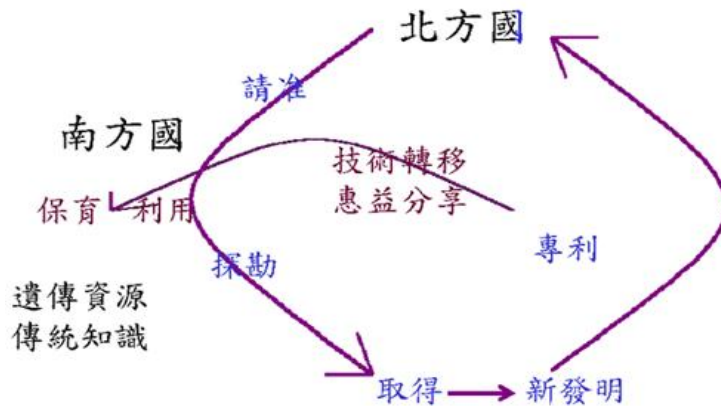 北方國
請准
南方國
技術轉移
惠益分享
保育
利用
專利
探勘
遺傳資源
傳統知識
取得
新發明